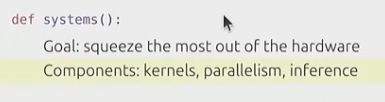 def systems():
Goal: squeeze the most out of the hardware
Components: kernels, parallelism, inference